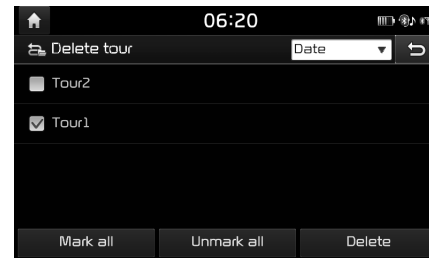 06:20
Delete tour Date
Tour2
Tour1
Mark all Unmark all Delete